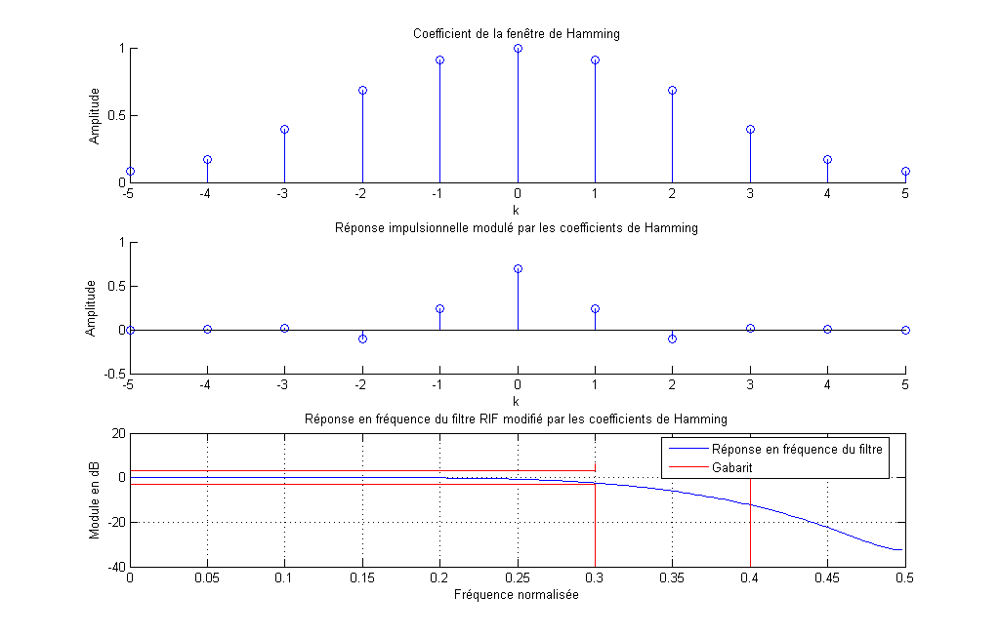 Coefficient de la fenêtre de Hamming
1
0.5
0
Amplitude
-5 -4 -3 -2 -1 0 1 2 3 4 5
k
Réponse impulsionnelle modulé par les coefficients de Hamming
1
0.5
0
-0.5
Amplitude
-5 -4 -3 -2 -1 0 1 2 3 4 5
k
Réponse en fréquence du filtre RIF modifié par les coefficients de Hamming
20
0
-20
-40
Module en dB
Réponse en fréquence du filtre
Gabarit
0 0.05 0.1 0.15 0.2 0.25 0.3 0.35 0.4 0.45 0.5
Fréquence normalisée